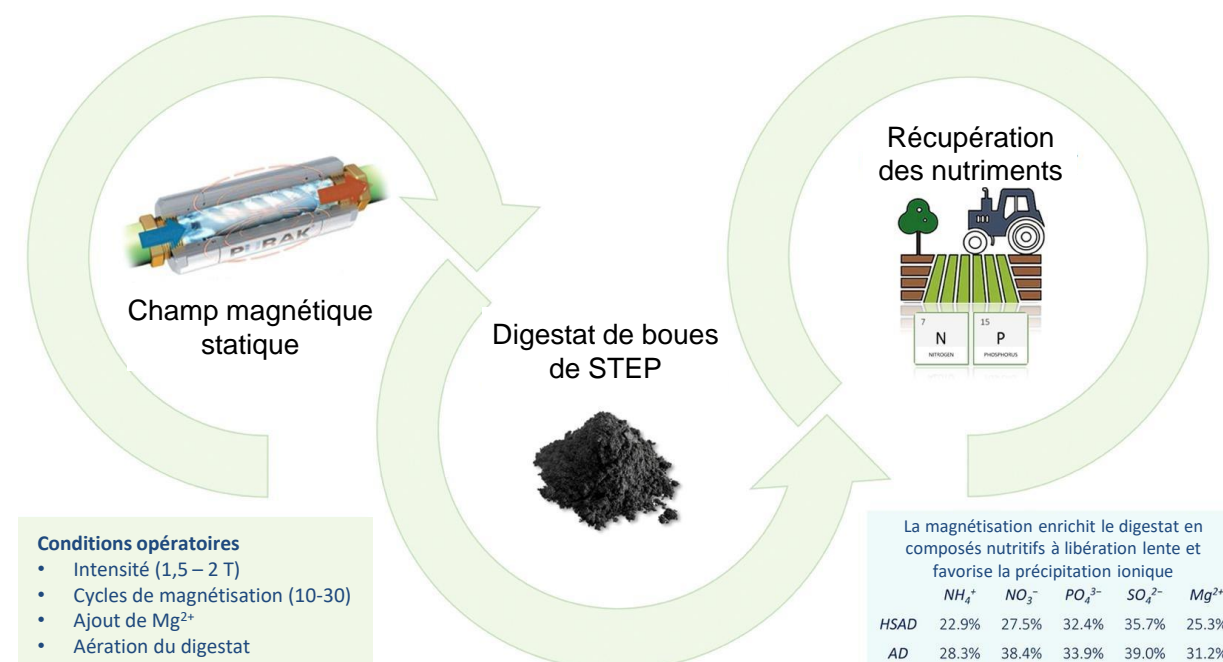 PURAK
Champ magnétique
statique
Digestat de boues
de STEP
Récupération
des nutriments
7
N
NITROGEN
15
P
PHOSPHORUS
Conditions opératoires
• Intensité (1,5 – 2 T)
• Cycles de magnétisation (10-30)
• Ajout de Mg²⁺
• Aération du digestat
La magnétisation enrichit le digestat en
composés nutritifs à libération lente et
favorise la précipitation ionique
NH₄⁺ NO₃⁻ PO₄³⁻ SO₄²⁻ Mg²⁺
HSAD 22.9% 27.5% 32.4% 35.7% 25.3%
AD 28.3% 38.4% 33.9% 39.0% 31.2%